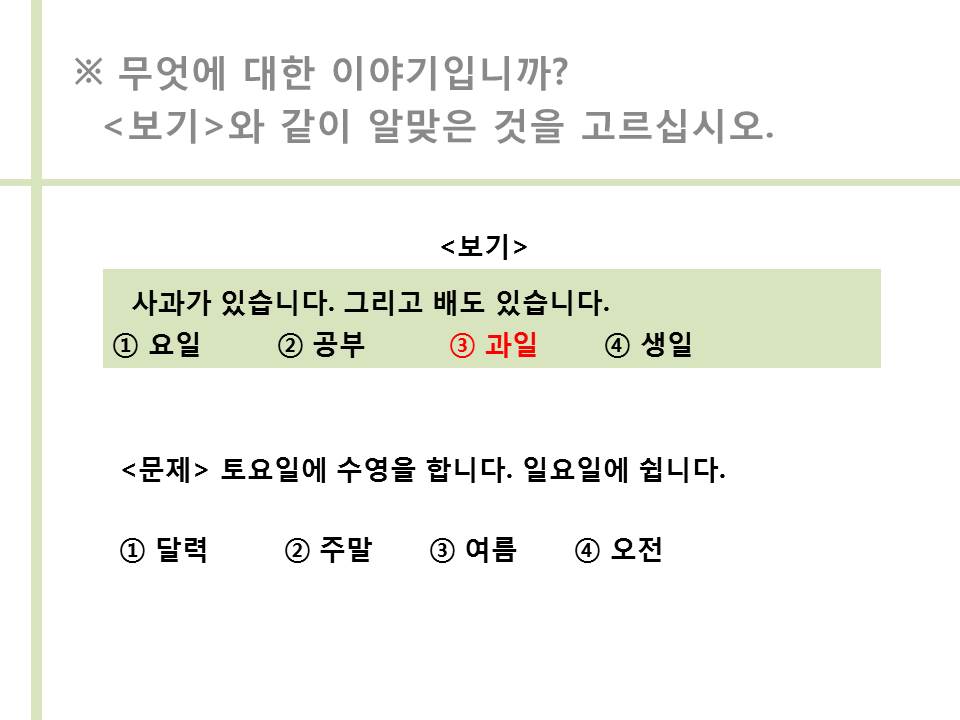 ※ 무엇에 대한 이야기입니까?
<보기>와 같이 알맞은 것을 고르십시오.
<보기>
사과가 있습니다. 그리고 배도 있습니다.
① 요일 ② 공부 ③ 과일 ④ 생일
<문제> 토요일에 수영을 합니다. 일요일에 쉽니다.
① 달력 ② 주말 ③ 여름 ④ 오전